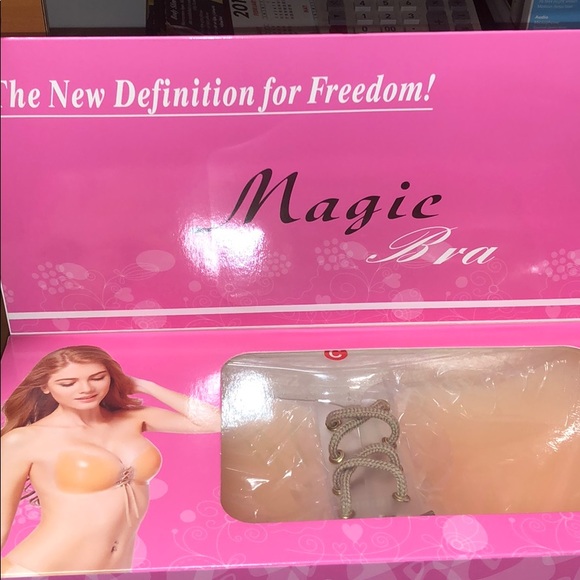 The New Definition for Freedom!
Magic
Bra
C